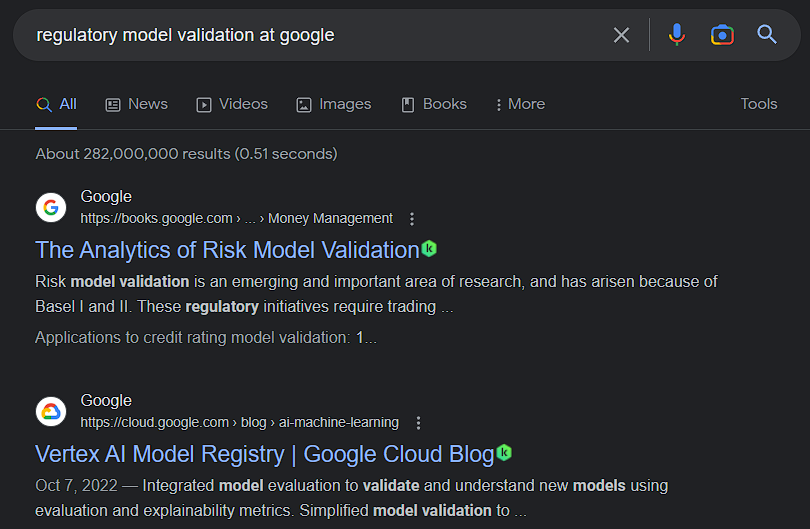 regulatory model validation at google
All News Videos Images Books More Tools
About 282,000,000 results (0.51 seconds)
Google
https://books.google.com › ... › Money Management
The Analytics of Risk Model Validation
Risk model validation is an emerging and important area of research, and has arisen because of
Basel I and II. These regulatory initiatives require trading ...
Applications to credit rating model validation: 1...
Google
https://cloud.google.com › blog › ai-machine-learning
Vertex AI Model Registry | Google Cloud Blog
Oct 7, 2022 — Integrated model evaluation to validate and understand new models using
evaluation and explainability metrics. Simplified model validation to ...